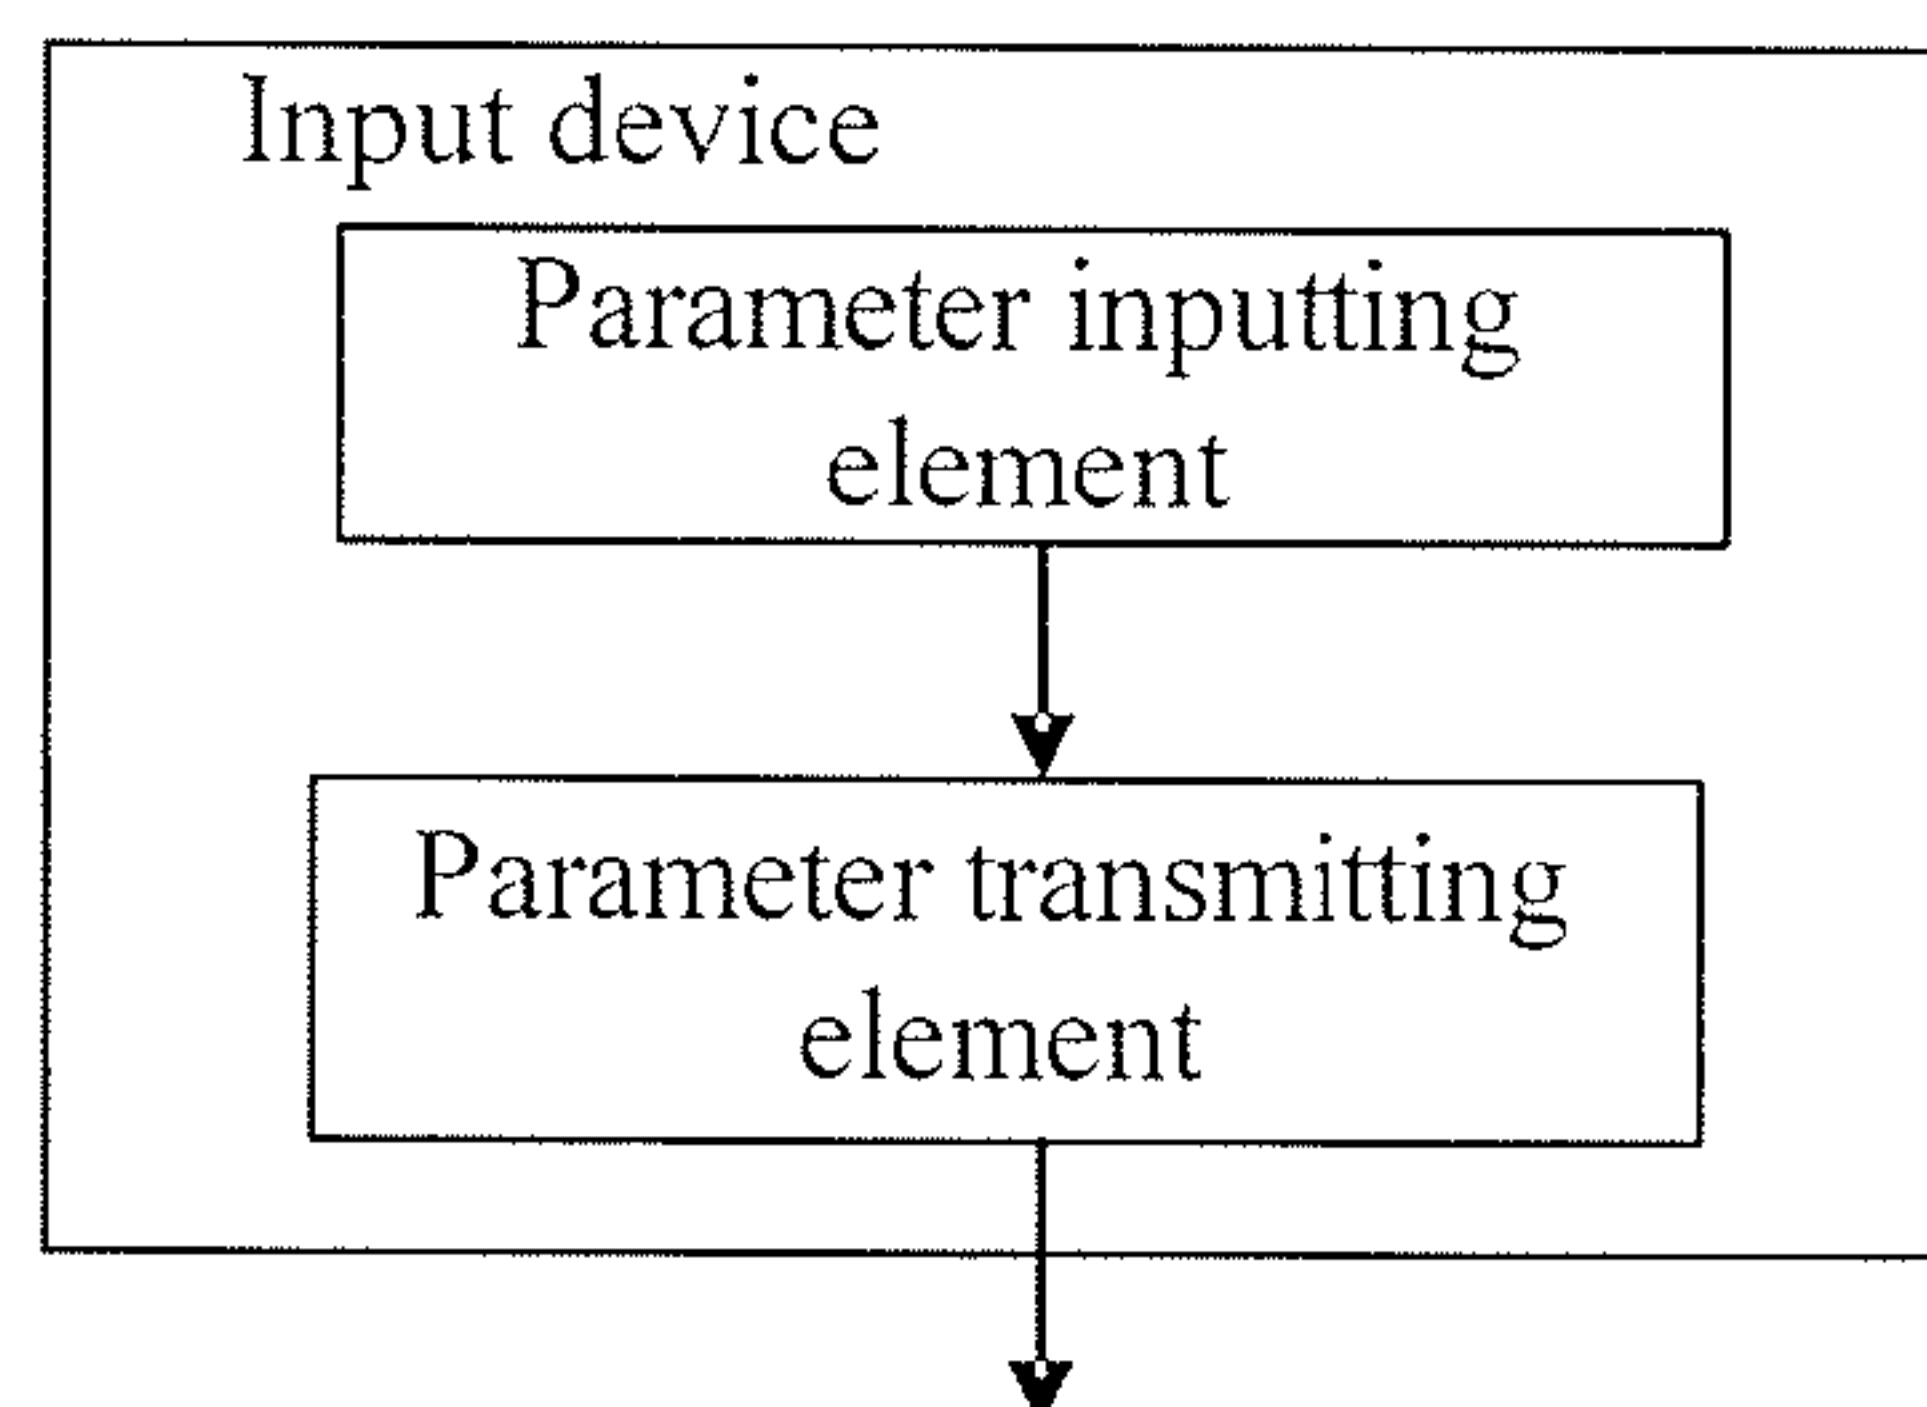 Input device
Parameter inputting
element
Parameter transmitting
element